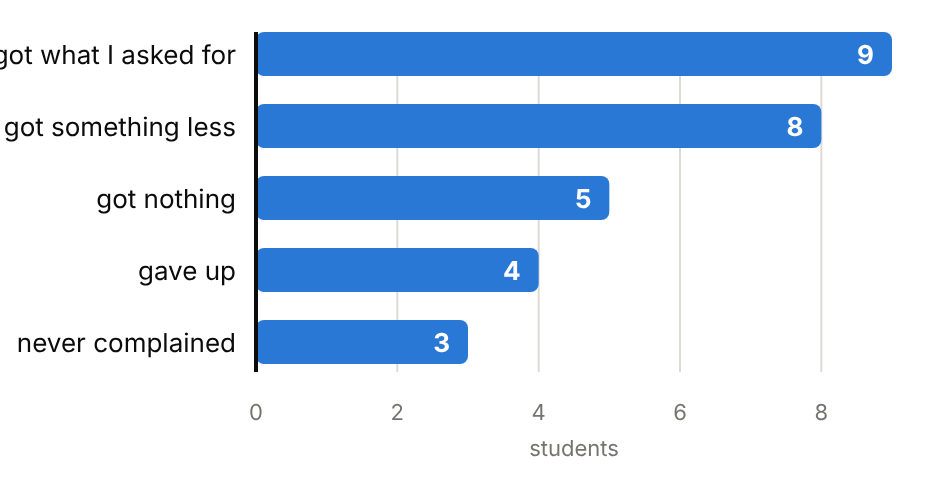 got what I asked for
9
got something less
8
got nothing
5
gave up
4
never complained
3
0 2 4 6 8
students